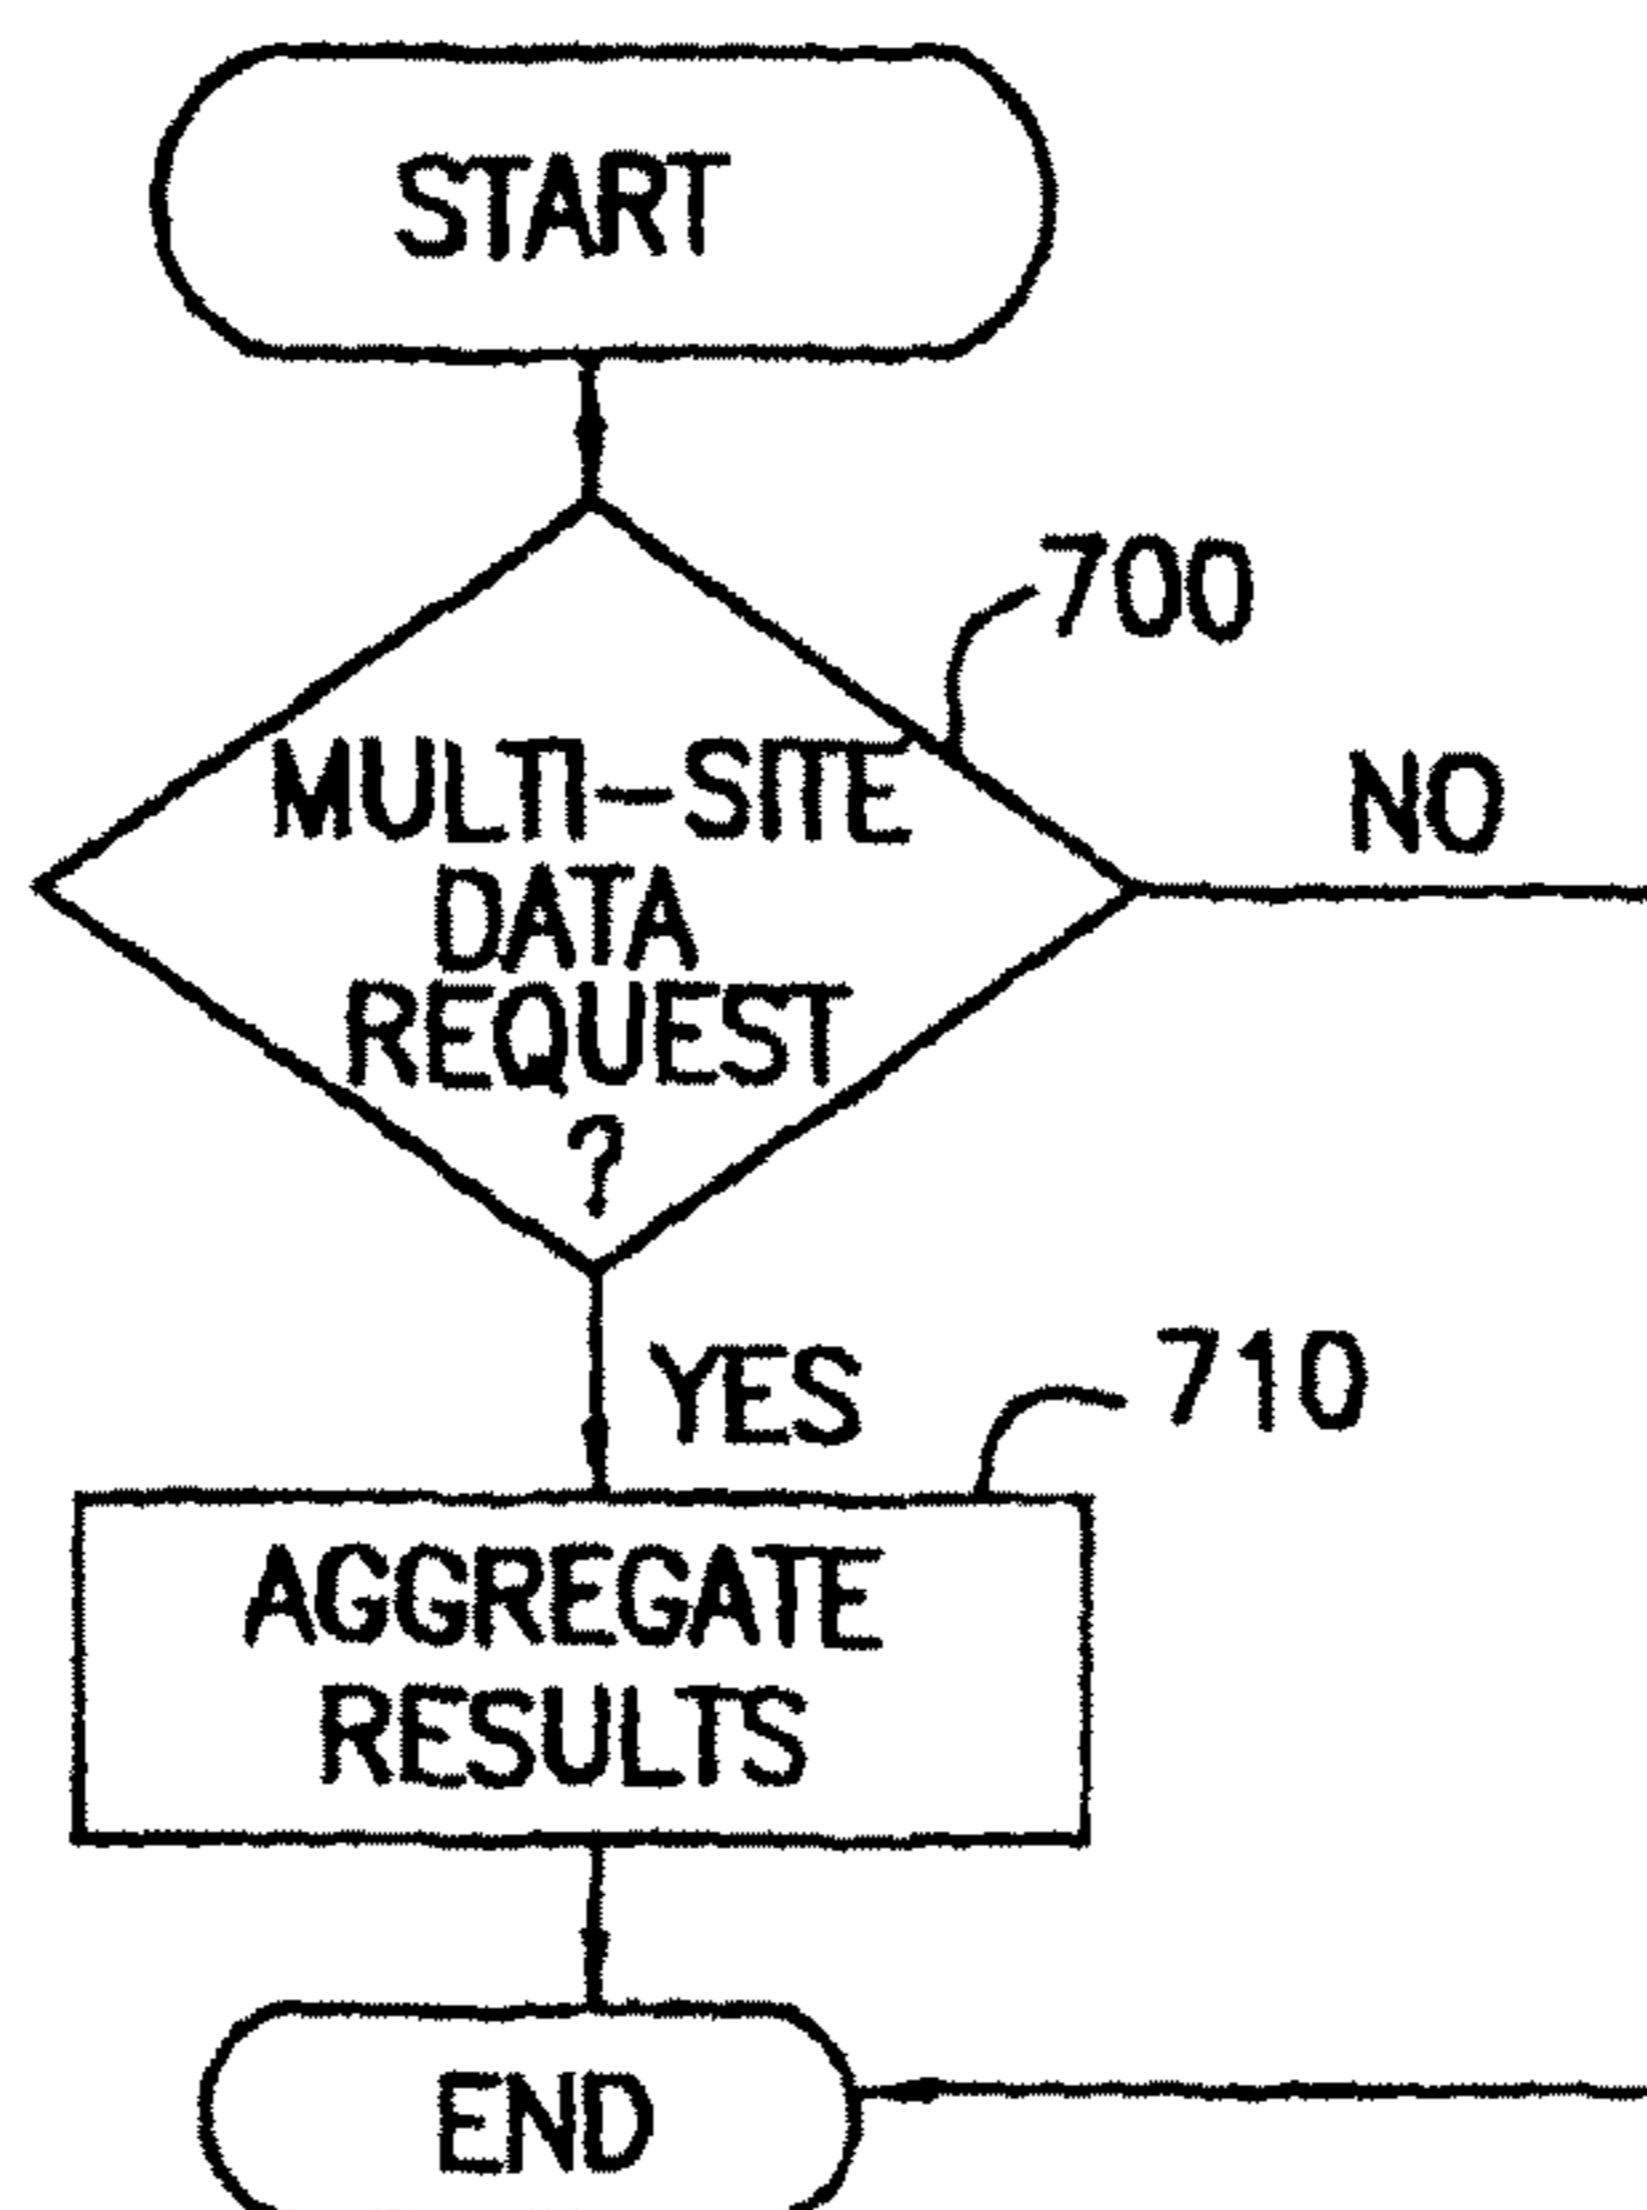 START
700
MULTI-SITE
DATA
REQUEST
?
NO
YES
710
AGGREGATE
RESULTS
END